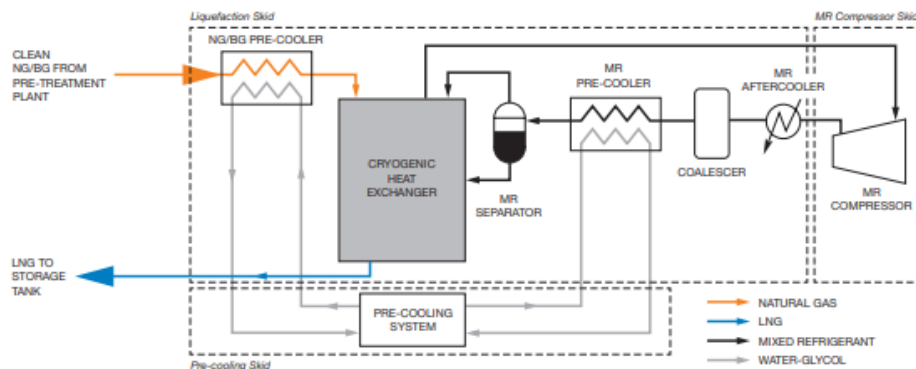 Liquefaction Skid
MR Compressor Skid
NG/BG PRE-COOLER
CLEAN
NG/BG FROM
PRE-TREATMENT
PLANT
MR
PRE-COOLER
MR
AFTERCOOLER
CRYOGENIC
HEAT
EXCHANGER
MR
SEPARATOR
COALESCER
MR
COMPRESSOR
LNG TO
STORAGE
TANK
PRE-COOLING
SYSTEM
NATURAL GAS
LNG
MIXED REFRIGERANT
WATER-GLYCOL
Pre-cooling Skid